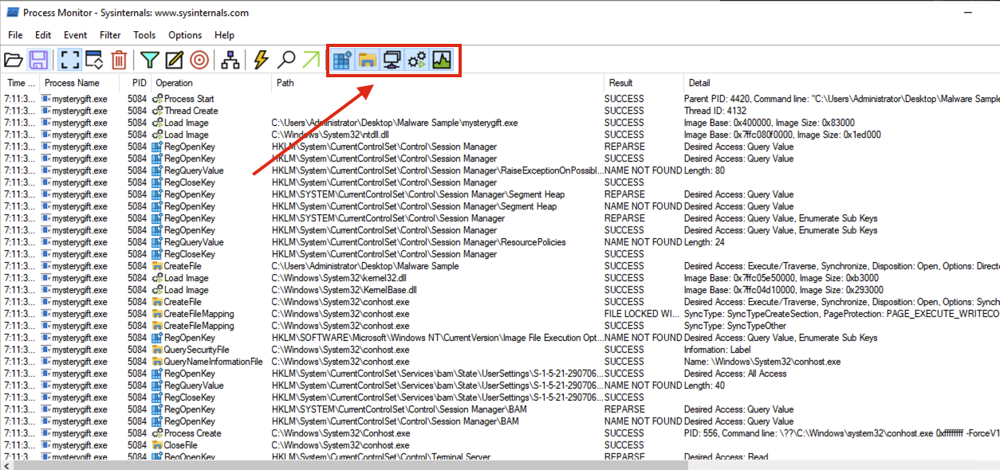 Process Monitor - Sysinternals: www.sysinternals.com
File Edit Event Filter Tools Options Help
Time ... Process Name PID Operation Path Result Detail
7:11:3... mysterygift.exe 5084 Process Start SUCCESS Parent PID: 4420, Command line: "C:\Users\Administrator\Desktop\Malware Sample
7:11:3... mysterygift.exe 5084 Thread Create SUCCESS Thread ID: 4132
7:11:3... mysterygift.exe 5084 Load Image C:\Users\Administrator\Desktop\Malware Sample\mysterygift.exe SUCCESS Image Base: 0x400000, Image Size: 0x83000
7:11:3... mysterygift.exe 5084 Load Image C:\Windows\System32\ntdll.dll SUCCESS Image Base: 0x7ffc080f0000, Image Size: 0x1ed000
7:11:3... mysterygift.exe 5084 RegOpenKey HKLM\System\CurrentControlSet\Control\Session Manager REPARSE Desired Access: Query Value
7:11:3... mysterygift.exe 5084 RegOpenKey HKLM\System\CurrentControlSet\Control\Session Manager SUCCESS Desired Access: Query Value
7:11:3... mysterygift.exe 5084 RegQueryValue HKLM\System\CurrentControlSet\Control\Session Manager\RaiseExceptionOnPossibl... NAME NOT FOUND Length: 80
7:11:3... mysterygift.exe 5084 RegCloseKey HKLM\System\CurrentControlSet\Control\Session Manager SUCCESS
7:11:3... mysterygift.exe 5084 RegOpenKey HKLM\SYSTEM\CurrentControlSet\Control\Session Manager\Segment Heap REPARSE Desired Access: Query Value
7:11:3... mysterygift.exe 5084 RegOpenKey HKLM\System\CurrentControlSet\Control\Session Manager\Segment Heap NAME NOT FOUND Desired Access: Query Value
7:11:3... mysterygift.exe 5084 RegOpenKey HKLM\SYSTEM\CurrentControlSet\Control\Session Manager REPARSE Desired Access: Query Value, Enumerate Sub Keys
7:11:3... mysterygift.exe 5084 RegOpenKey HKLM\System\CurrentControlSet\Control\Session Manager SUCCESS Desired Access: Query Value, Enumerate Sub Keys
7:11:3... mysterygift.exe 5084 RegQueryValue HKLM\System\CurrentControlSet\Control\Session Manager\ResourcePolicies NAME NOT FOUND Length: 24
7:11:3... mysterygift.exe 5084 RegCloseKey HKLM\System\CurrentControlSet\Control\Session Manager SUCCESS
7:11:3... mysterygift.exe 5084 CreateFile C:\Users\Administrator\Desktop\Malware Sample SUCCESS Desired Access: Execute/Traverse, Synchronize, Disposition: Open, Options: Direct
7:11:3... mysterygift.exe 5084 Load Image C:\Windows\System32\kernel32.dll SUCCESS Image Base: 0x7ffc05e50000, Image Size: 0xb3000
7:11:3... mysterygift.exe 5084 Load Image C:\Windows\System32\KernelBase.dll SUCCESS Image Base: 0x7ffc04d10000, Image Size: 0x293000
7:11:3... mysterygift.exe 5084 CreateFile C:\Windows\System32\conhost.exe SUCCESS Desired Access: Execute/Traverse, Synchronize, Disposition: Open, Options: Synch
7:11:3... mysterygift.exe 5084 CreateFileMapping C:\Windows\System32\conhost.exe FILE LOCKED WI... SyncType: SyncTypeCreateSection, PageProtection: PAGE_EXECUTE_WRITECO
7:11:3... mysterygift.exe 5084 CreateFileMapping C:\Windows\System32\conhost.exe SUCCESS SyncType: SyncTypeOther
7:11:3... mysterygift.exe 5084 RegOpenKey HKLM\SOFTWARE\Microsoft\Windows NT\CurrentVersion\Image File Execution Opt... NAME NOT FOUND Desired Access: Query Value, Enumerate Sub Keys
7:11:3... mysterygift.exe 5084 QuerySecurityFile C:\Windows\System32\conhost.exe SUCCESS Information: Label
7:11:3... mysterygift.exe 5084 QueryNameInformationFile C:\Windows\System32\conhost.exe SUCCESS Name: \Windows\System32\conhost.exe
7:11:3... mysterygift.exe 5084 RegOpenKey HKLM\System\CurrentControlSet\Services\bam\State\UserSettings\S-1-5-21-290706... SUCCESS Desired Access: All Access
7:11:3... mysterygift.exe 5084 RegQueryValue HKLM\System\CurrentControlSet\Services\bam\State\UserSettings\S-1-5-21-290706... NAME NOT FOUND Length: 40
7:11:3... mysterygift.exe 5084 RegCloseKey HKLM\System\CurrentControlSet\Services\bam\State\UserSettings\S-1-5-21-290706... SUCCESS
7:11:3... mysterygift.exe 5084 RegOpenKey HKLM\SYSTEM\CurrentControlSet\Control\Session Manager\BAM REPARSE Desired Access: Query Value
7:11:3... mysterygift.exe 5084 RegOpenKey HKLM\System\CurrentControlSet\Control\Session Manager\BAM NAME NOT FOUND Desired Access: Query Value
7:11:3... mysterygift.exe 5084 Process Create C:\Windows\System32\Conhost.exe SUCCESS PID: 556, Command line: \??\C:\Windows\system32\conhost.exe 0xffffffff -ForceV1
7:11:3... mysterygift.exe 5084 CloseFile C:\Windows\System32\conhost.exe SUCCESS
7:11:3... mysterygift.exe 5084 RegOpenKey HKLM\System\CurrentControlSet\Control\Terminal Server REPARSE Desired Access: Read